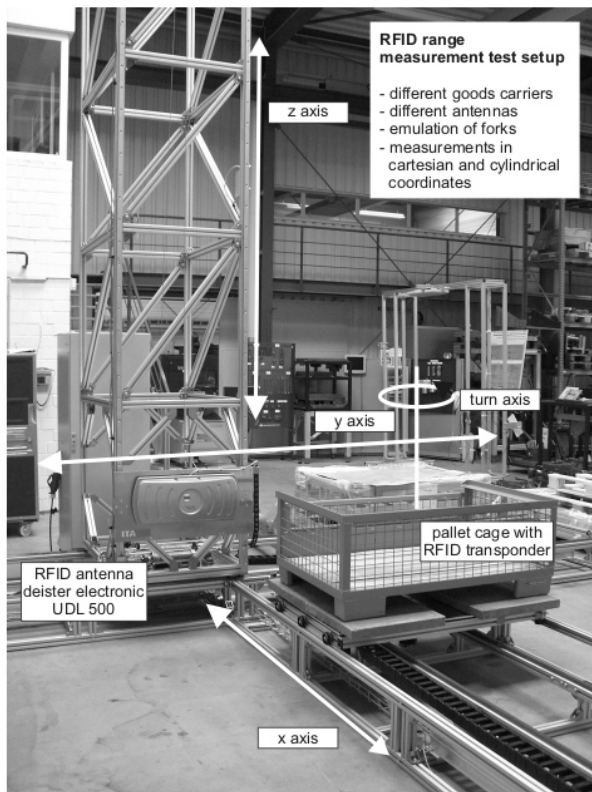 RFID range
measurement test setup
- different goods carriers
- different antennas
- emulation of forks
- measurements in
cartesian and cylindrical
coordinates
z axis
turn axis
y axis
pallet cage with
RFID transponder
ITA
RFID antenna
deister electronic
UDL 500
x axis